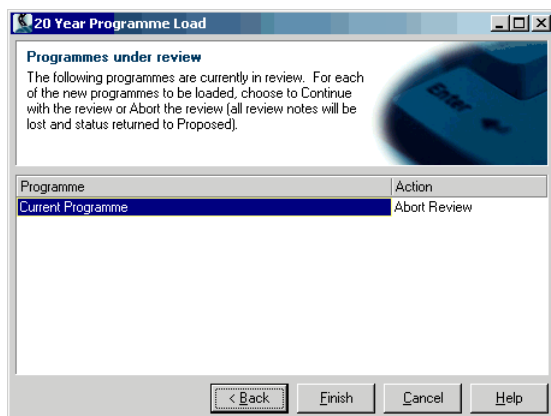 20 Year Programme Load
Programmes under review
The following programmes are currently in review. For each
of the new programmes to be loaded, choose to Continue
with the review or Abort the review (all review notes will be
lost and status returned to Proposed).
Enter
Programme Action
Current Programme Abort Review
< Back Finish Cancel Help